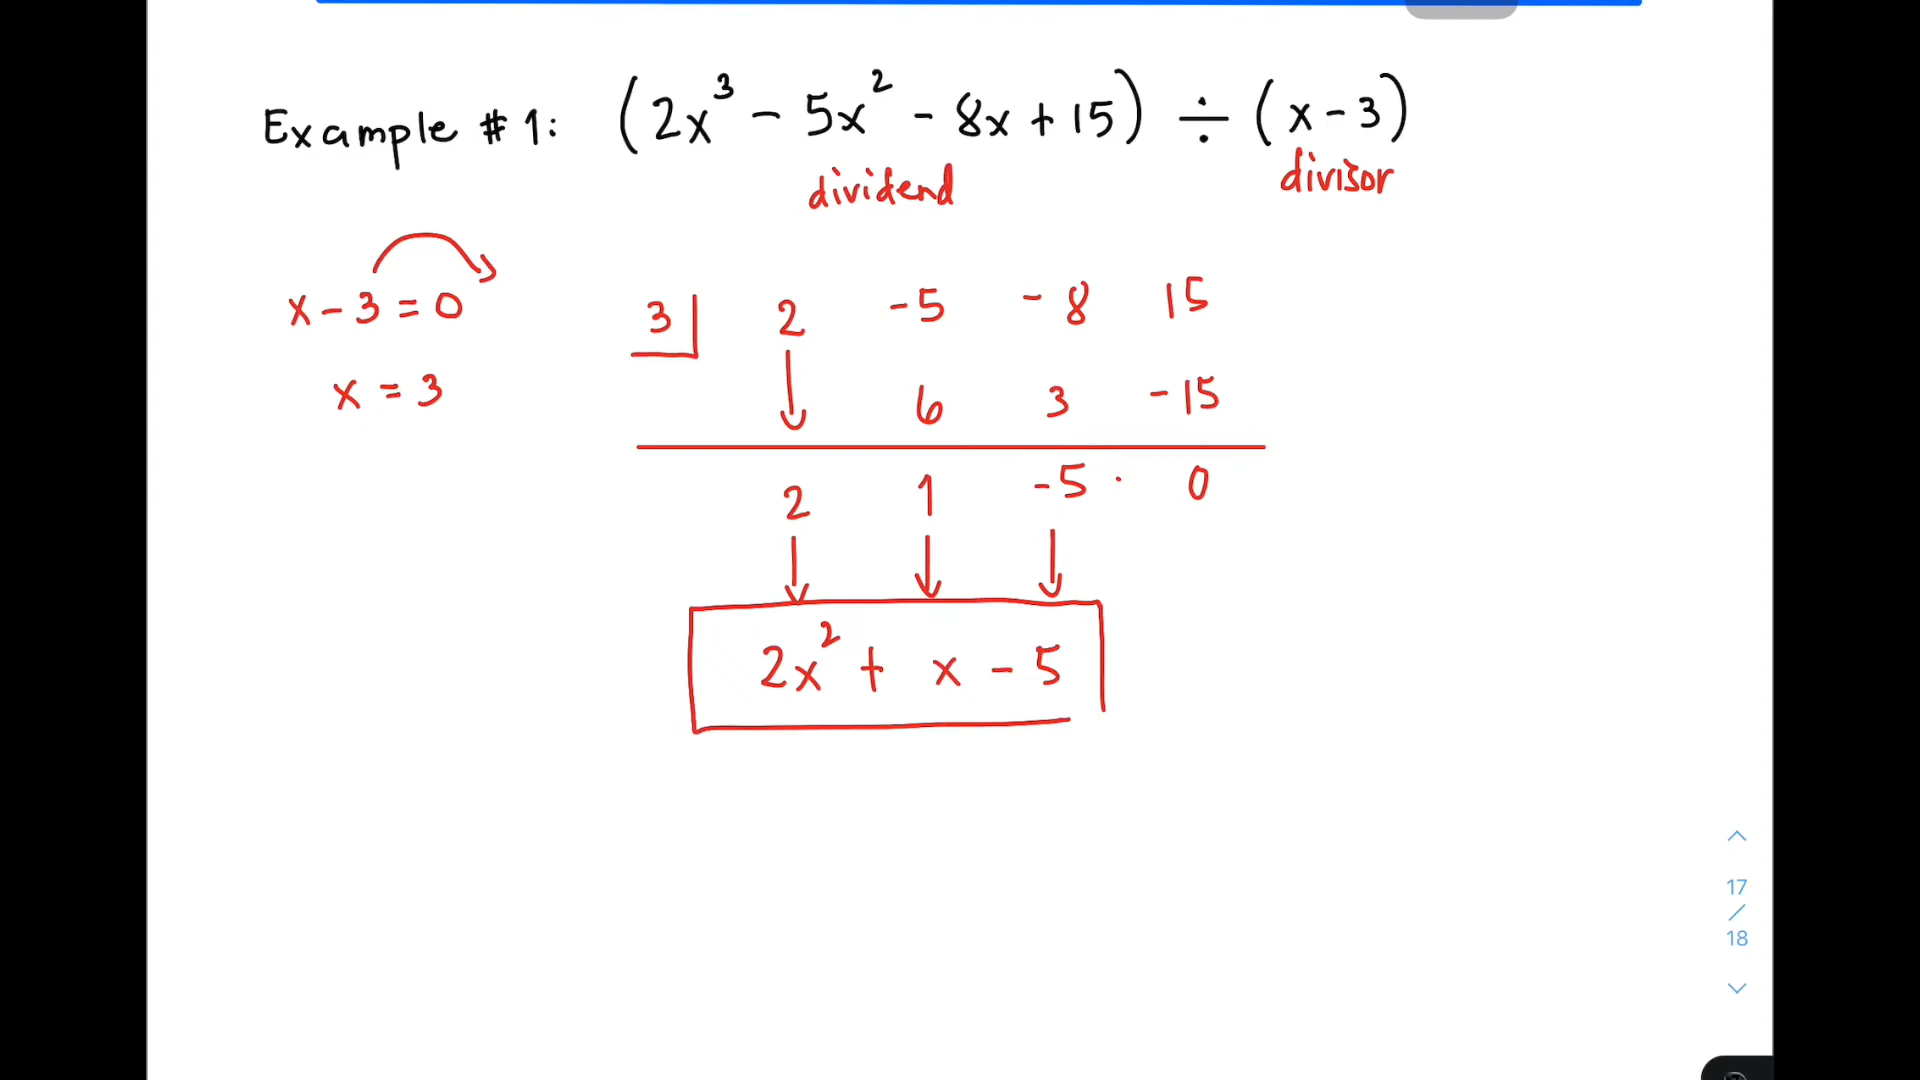 Example # 1: (2x³ - 5x² - 8x + 15) ÷ (x - 3)
dividend divisor
x - 3 = 0
x = 3
3 2 -5 -8 15
6 3 -15
2 1 -5 · 0
2x² + x - 5
17
/
18